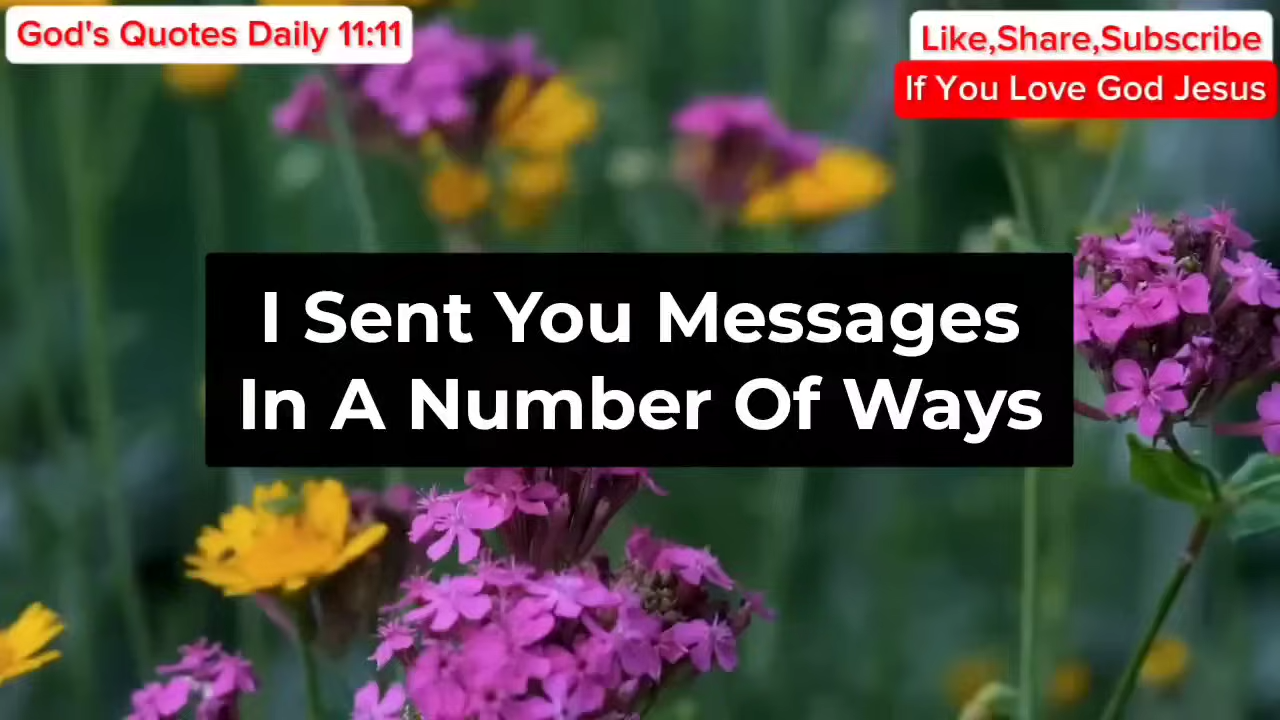 God's Quotes Daily 11:11
Like,Share,Subscribe
If You Love God Jesus
I Sent You Messages
In A Number Of Ways